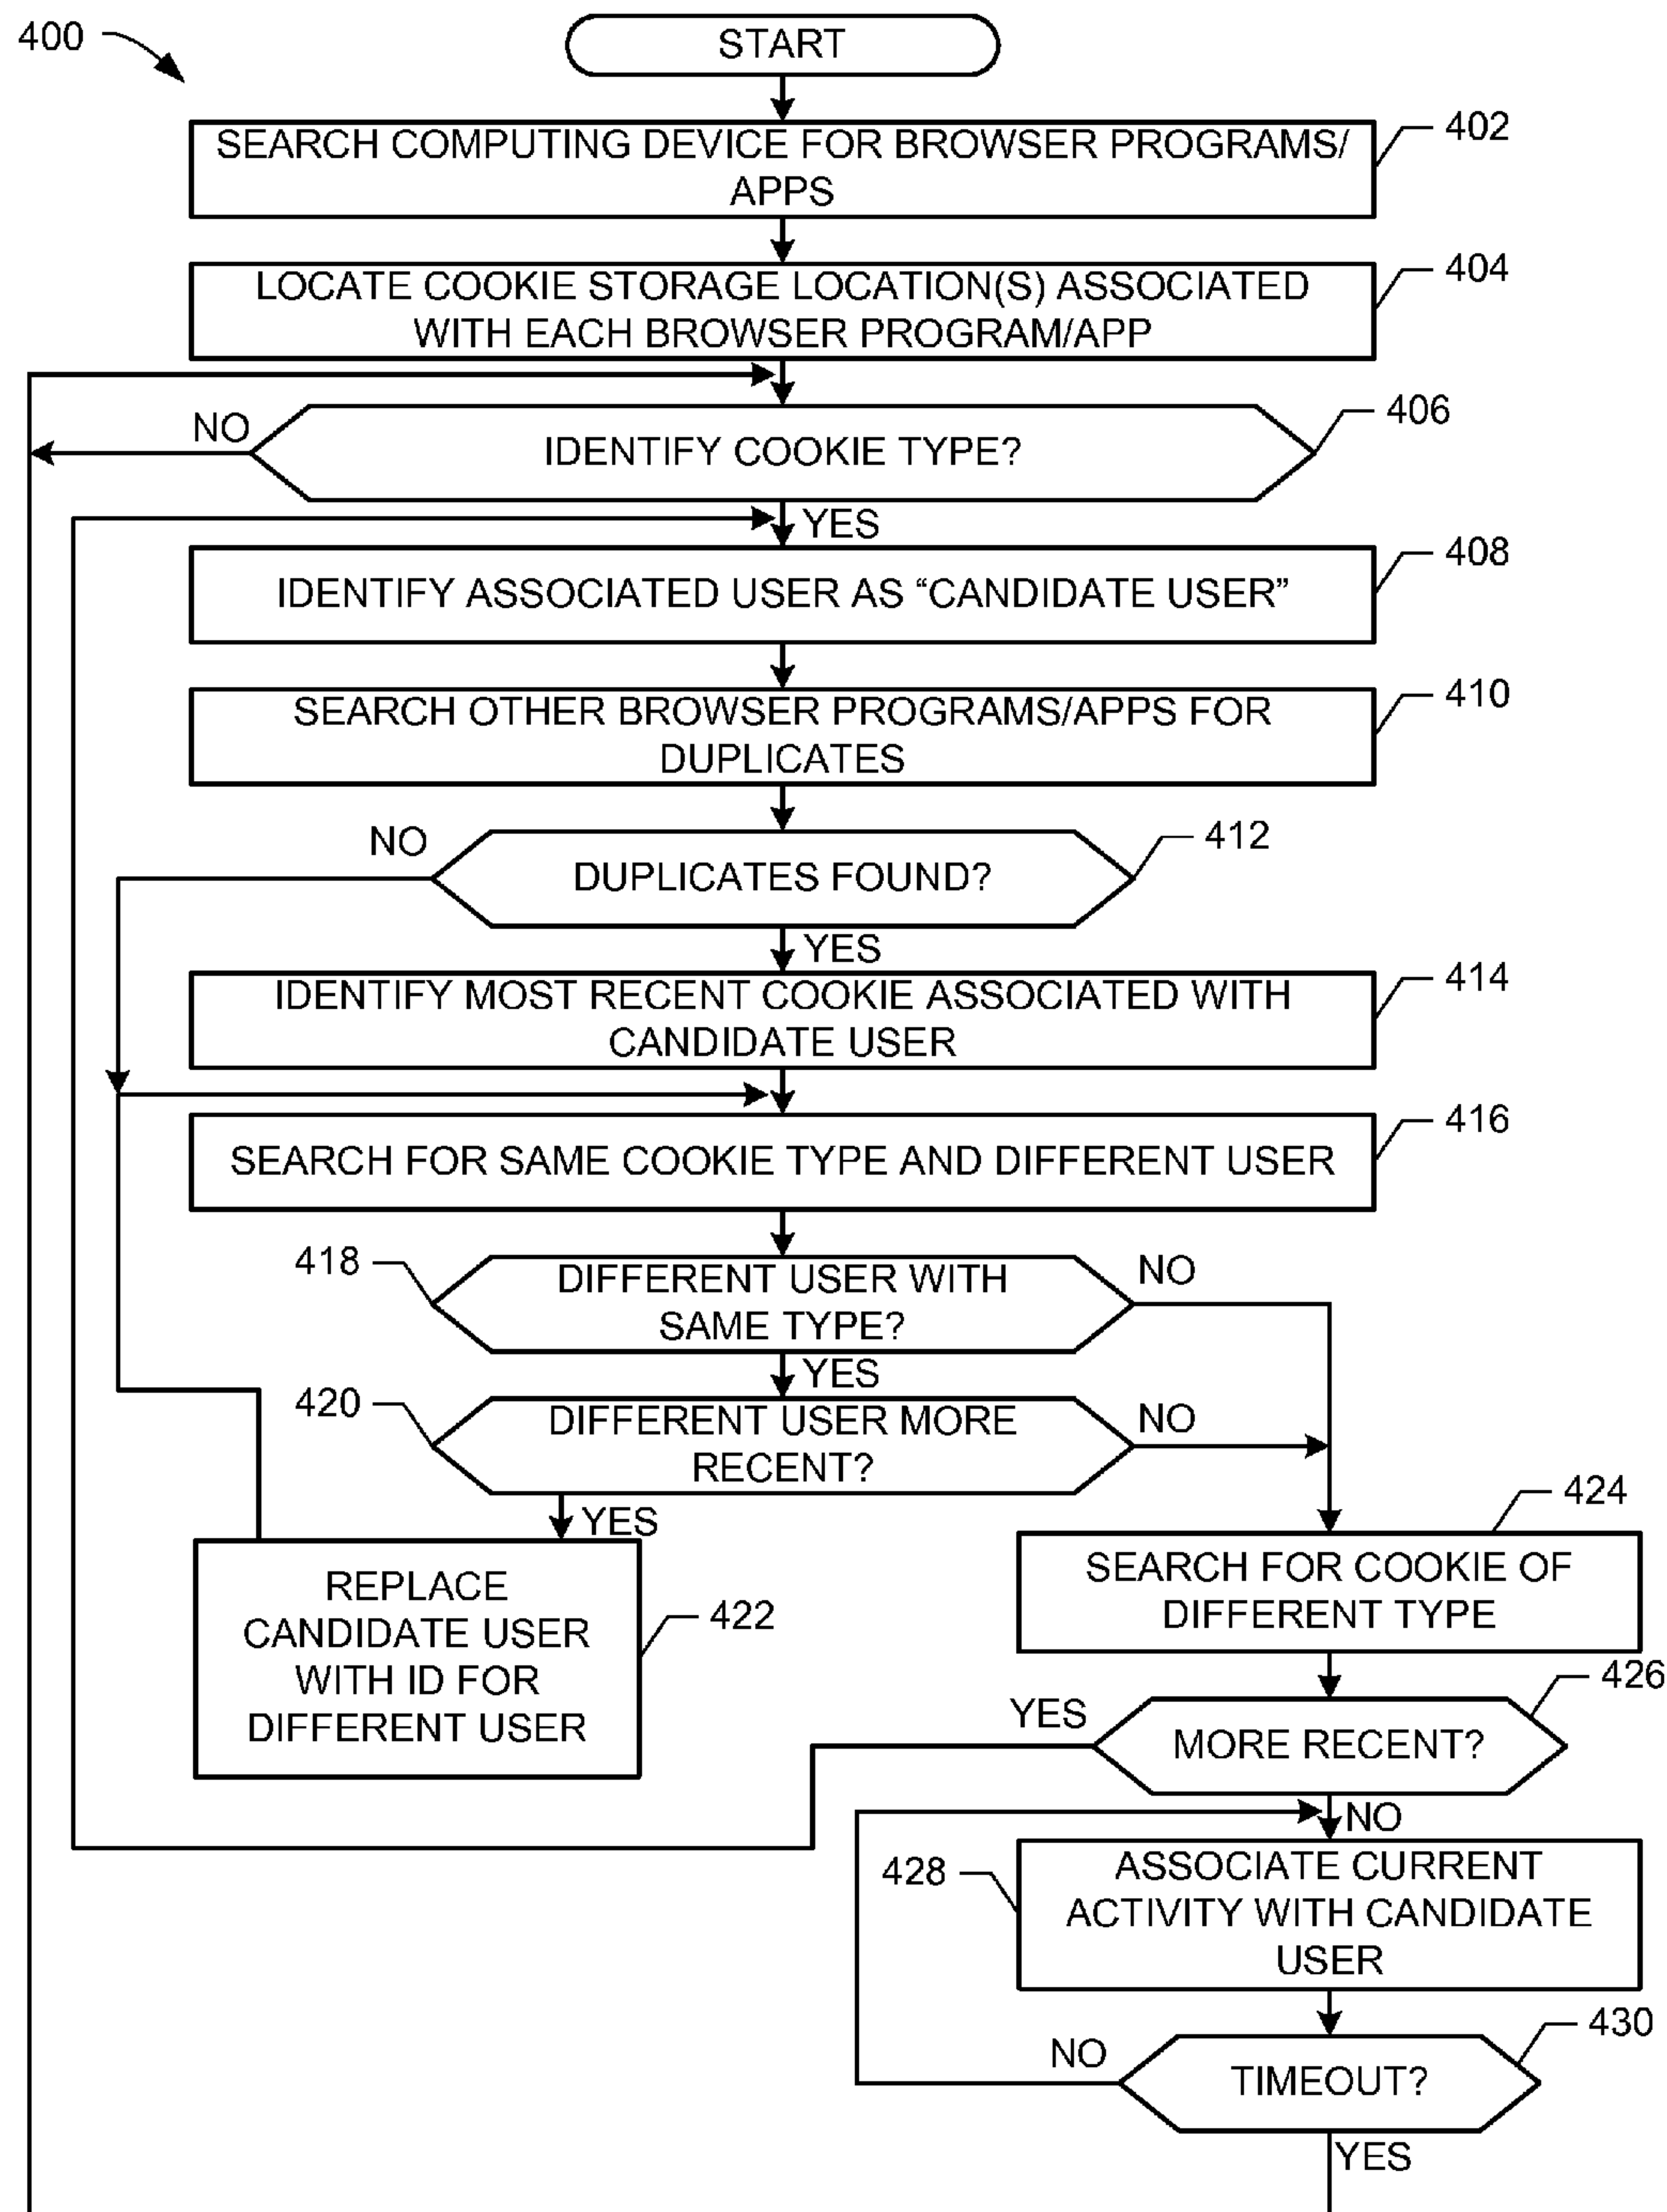 400
START
SEARCH COMPUTING DEVICE FOR BROWSER PROGRAMS/
APPS
402
LOCATE COOKIE STORAGE LOCATION(S) ASSOCIATED
WITH EACH BROWSER PROGRAM/APP
404
NO
IDENTIFY COOKIE TYPE?
406
YES
IDENTIFY ASSOCIATED USER AS “CANDIDATE USER”
408
SEARCH OTHER BROWSER PROGRAMS/APPS FOR
DUPLICATES
410
NO
DUPLICATES FOUND?
412
YES
IDENTIFY MOST RECENT COOKIE ASSOCIATED WITH
CANDIDATE USER
414
SEARCH FOR SAME COOKIE TYPE AND DIFFERENT USER
416
418
DIFFERENT USER WITH
SAME TYPE?
NO
YES
420
DIFFERENT USER MORE
RECENT?
NO
YES
REPLACE
CANDIDATE USER
WITH ID FOR
DIFFERENT USER
422
424
SEARCH FOR COOKIE OF
DIFFERENT TYPE
426
YES
MORE RECENT?
NO
428
ASSOCIATE CURRENT
ACTIVITY WITH CANDIDATE
USER
430
NO
TIMEOUT?
YES